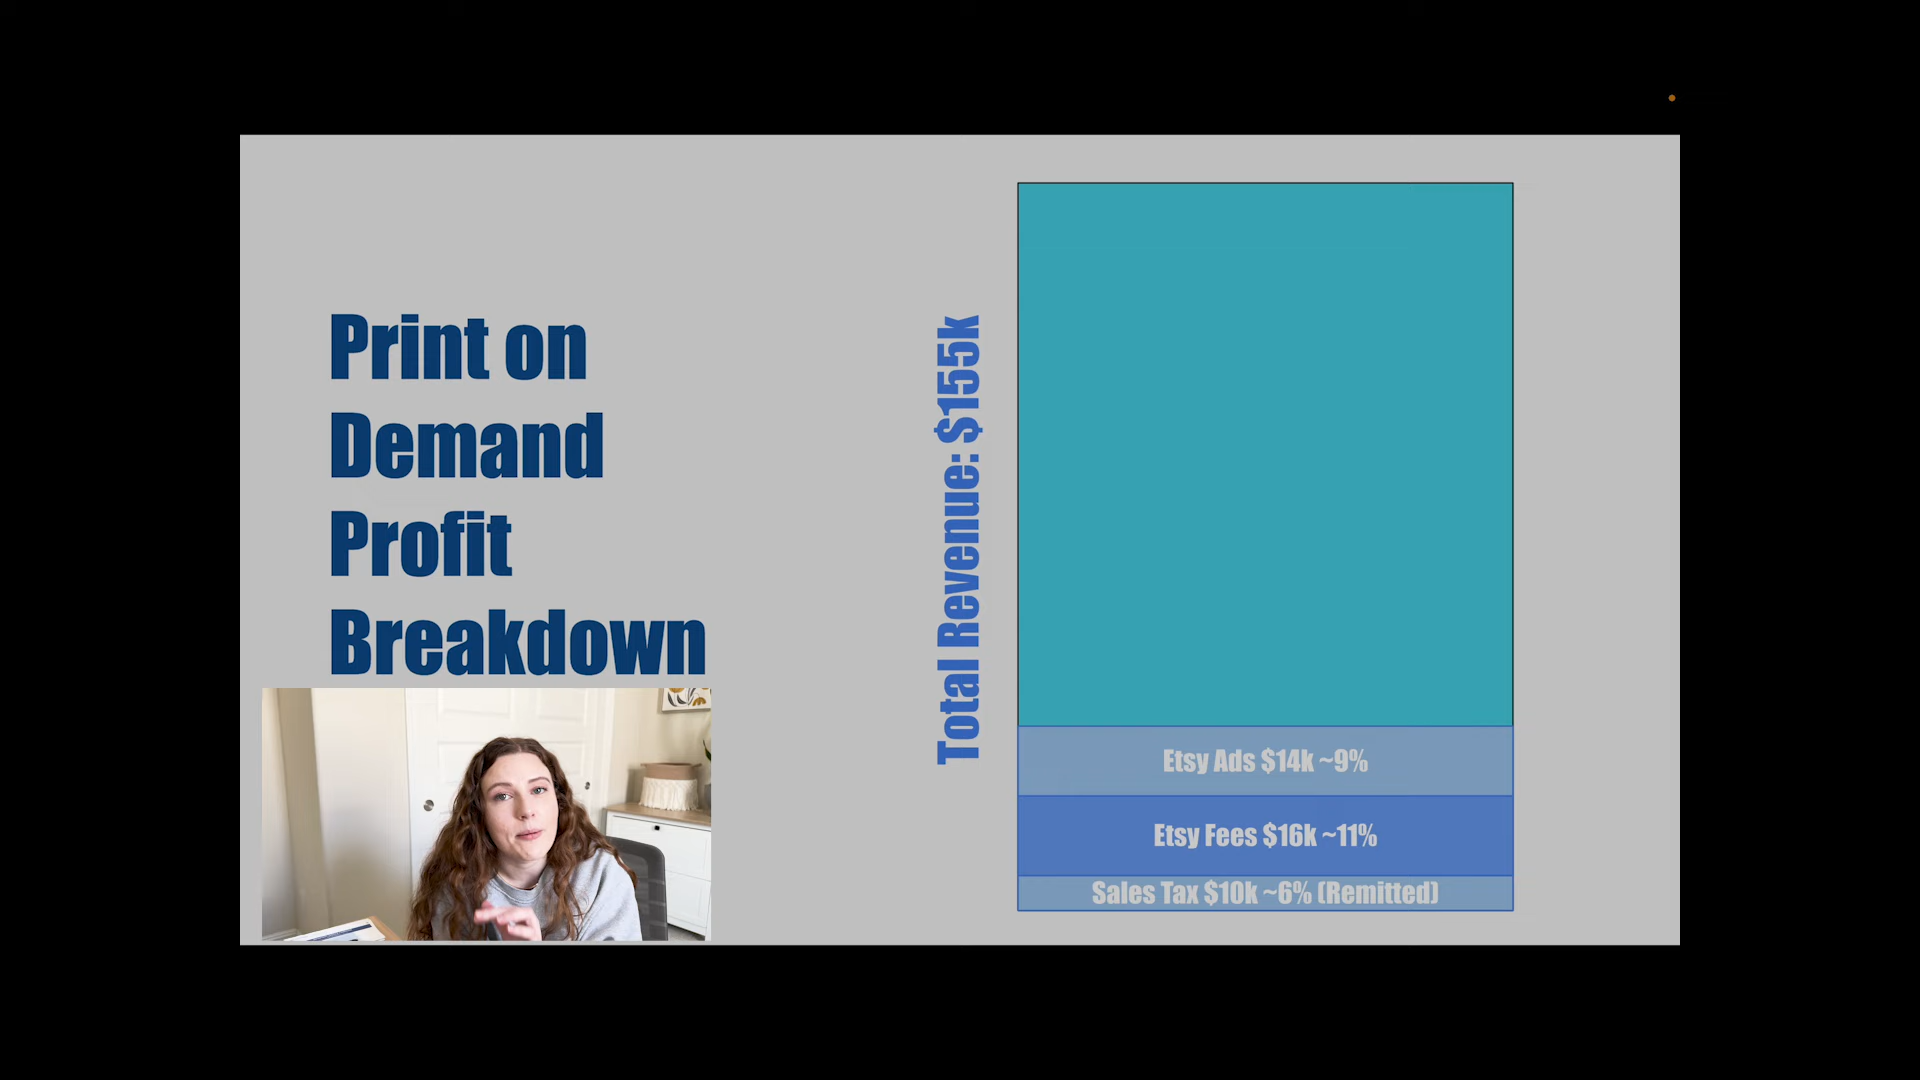 Print on
Demand
Profit
Breakdown
Total Revenue: $155k
Etsy Ads $14k ~9%
Etsy Fees $16k ~11%
Sales Tax $10k ~6% (Remitted)